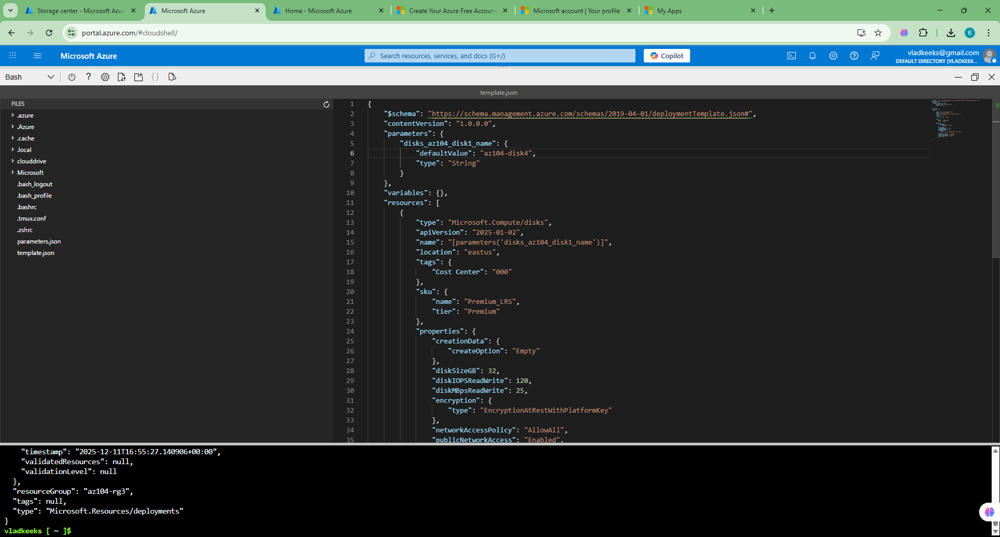 Storage center - Microsoft Azur
Microsoft Azure
Home - Microsoft Azure
Create Your Azure Free Accoun
Microsoft account | Your profile
My Apps
portal.azure.com/#cloudshell/
B
Microsoft Azure
Search resources, services, and docs (G+/)
Copilot
vladkeeks@gmail.com
DEFAULT DIRECTORY (VLADKEEK...
Bash
template.json
FILES
.azure
.Azure
.cache
.local
clouddrive
Microsoft
.bash_logout
.bash_profile
.bashrc
.tmux.conf
.zshrc
parameters.json
template.json
1 {
2 "$schema": "https://schema.management.azure.com/schemas/2019-04-01/deploymentTemplate.json#",
3 "contentVersion": "1.0.0.0",
4 "parameters": {
5 "disks_az104_disk1_name": {
6 "defaultValue": "az104-disk4",
7 "type": "String"
8 }
9 },
10 "variables": {},
11 "resources": [
12 {
13 "type": "Microsoft.Compute/disks",
14 "apiVersion": "2025-01-02",
15 "name": "[parameters('disks_az104_disk1_name')]",
16 "location": "eastus",
17 "tags": {
18 "Cost Center": "000"
19 },
20 "sku": {
21 "name": "Premium_LRS",
22 "tier": "Premium"
23 },
24 "properties": {
25 "creationData": {
26 "createOption": "Empty"
27 },
28 "diskSizeGB": 32,
29 "diskIOPSReadWrite": 120,
30 "diskMBpsReadWrite": 25,
31 "encryption": {
32 "type": "EncryptionAtRestWithPlatformKey"
33 },
34 "networkAccessPolicy": "AllowAll",
35 "publicNetworkAccess": "Enabled",
"timestamp": "2025-12-11T16:55:27.140906+00:00",
"validatedResources": null,
"validationLevel": null
},
"resourceGroup": "az104-rg3",
"tags": null,
"type": "Microsoft.Resources/deployments"
}
vladkeeks [ ~ ]$